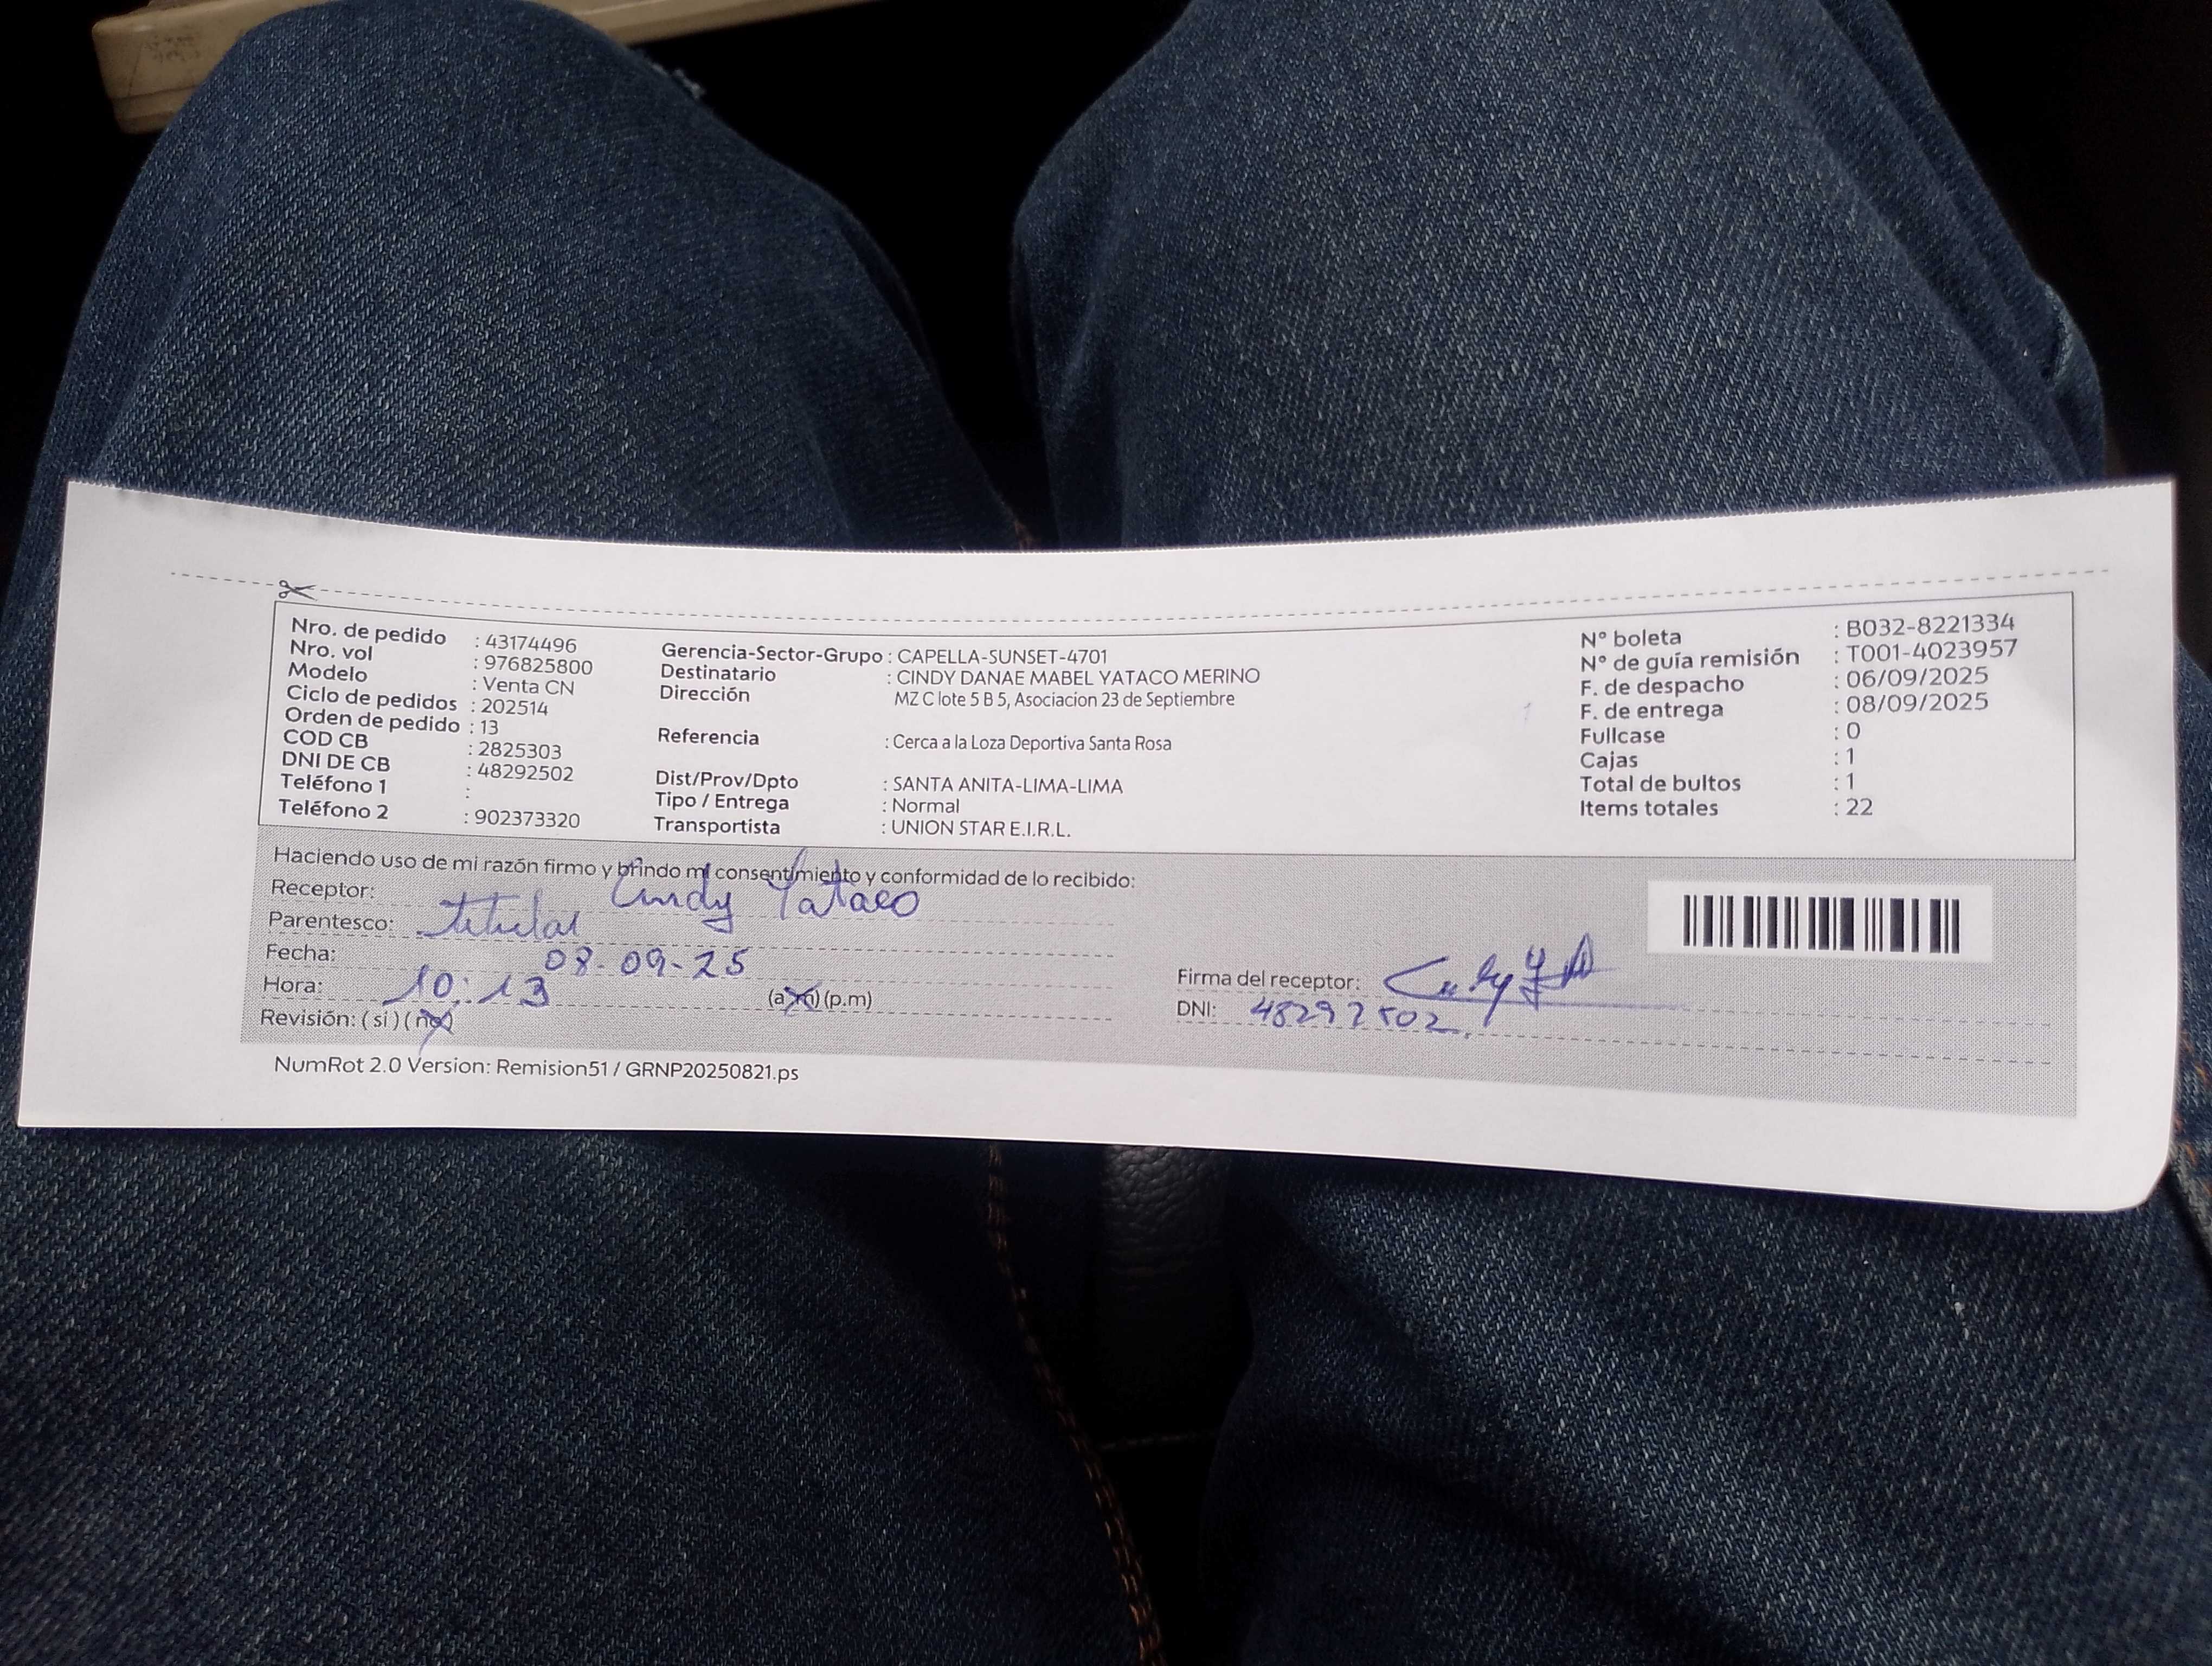 Nro. de pedido : 43174496
Nro. vol : 976825800
Modelo : Venta CN
Ciclo de pedidos : 202514
Orden de pedido : 13
COD CB : 2825303
DNI DE CB : 48292502
Teléfono 1 :
Teléfono 2 : 902373320
Gerencia-Sector-Grupo : CAPELLA-SUNSET-4701
Destinatario : CINDY DANAE MABEL YATACO MERINO
Dirección MZ C lote 5 B 5, Asociacion 23 de Septiembre
Referencia : Cerca a la Loza Deportiva Santa Rosa
Dist/Prov/Dpto : SANTA ANITA-LIMA-LIMA
Tipo / Entrega : Normal
Transportista : UNION STAR E.I.R.L.
N° boleta : B032-8221334
N° de guía remisión : T001-4023957
F. de despacho : 06/09/2025
F. de entrega : 08/09/2025
Fullcase : 0
Cajas : 1
Total de bultos : 1
Items totales : 22
Haciendo uso de mi razón firmo y brindo mi consentimiento y conformidad de lo recibido:
Receptor: Cindy Yataco
Parentesco: titular
Fecha: 08-09-25
Hora: 10:13 (a.m) (p.m)
Revisión: ( sí ) ( no )
Firma del receptor:
DNI: 48292502
NumRot 2.0 Version: Remision51 / GRNP20250821.ps